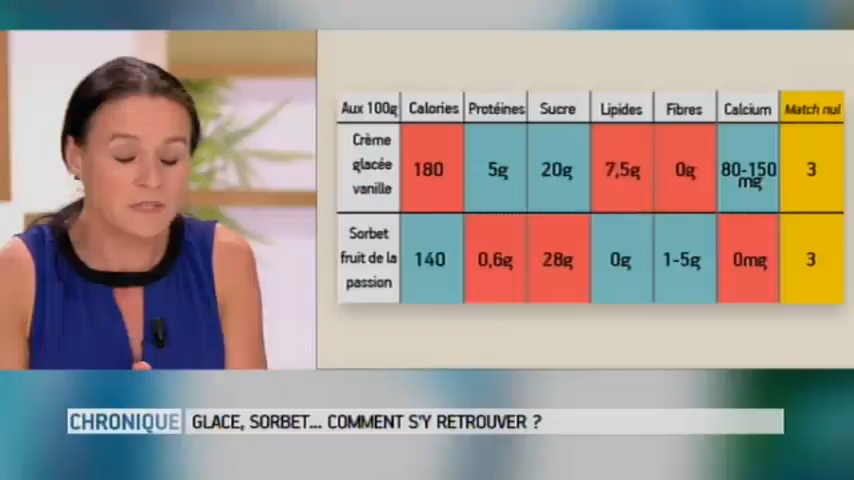 Aux 100g Calories Protéines Sucre Lipides Fibres Calcium Match nul
Crème
glacée
vanille
180 5g 20g 7,5g 0g 80-150
mg
3
Sorbet
fruit de la
passion
140 0,6g 28g 0g 1-5g 0mg 3
CHRONIQUE GLACE, SORBET... COMMENT S'Y RETROUVER ?